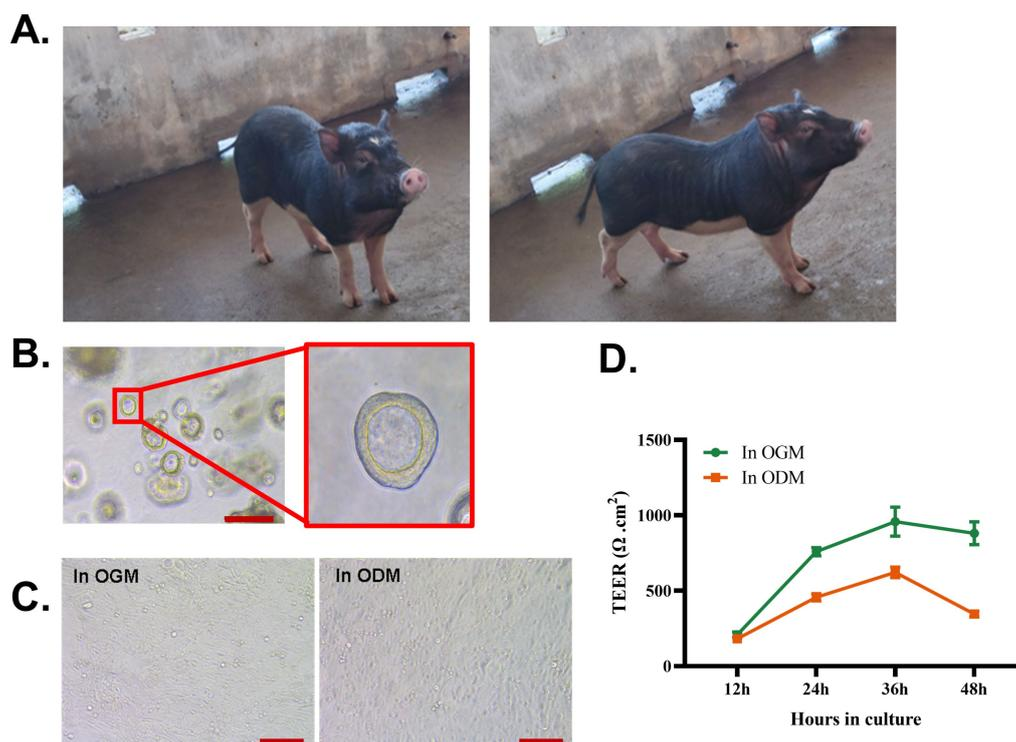 A.
B.
C.
In OGM
In ODM
D.
1500
1000
500
0
TEER (Ω .cm²)
In OGM
In ODM
12h 24h 36h 48h
Hours in culture